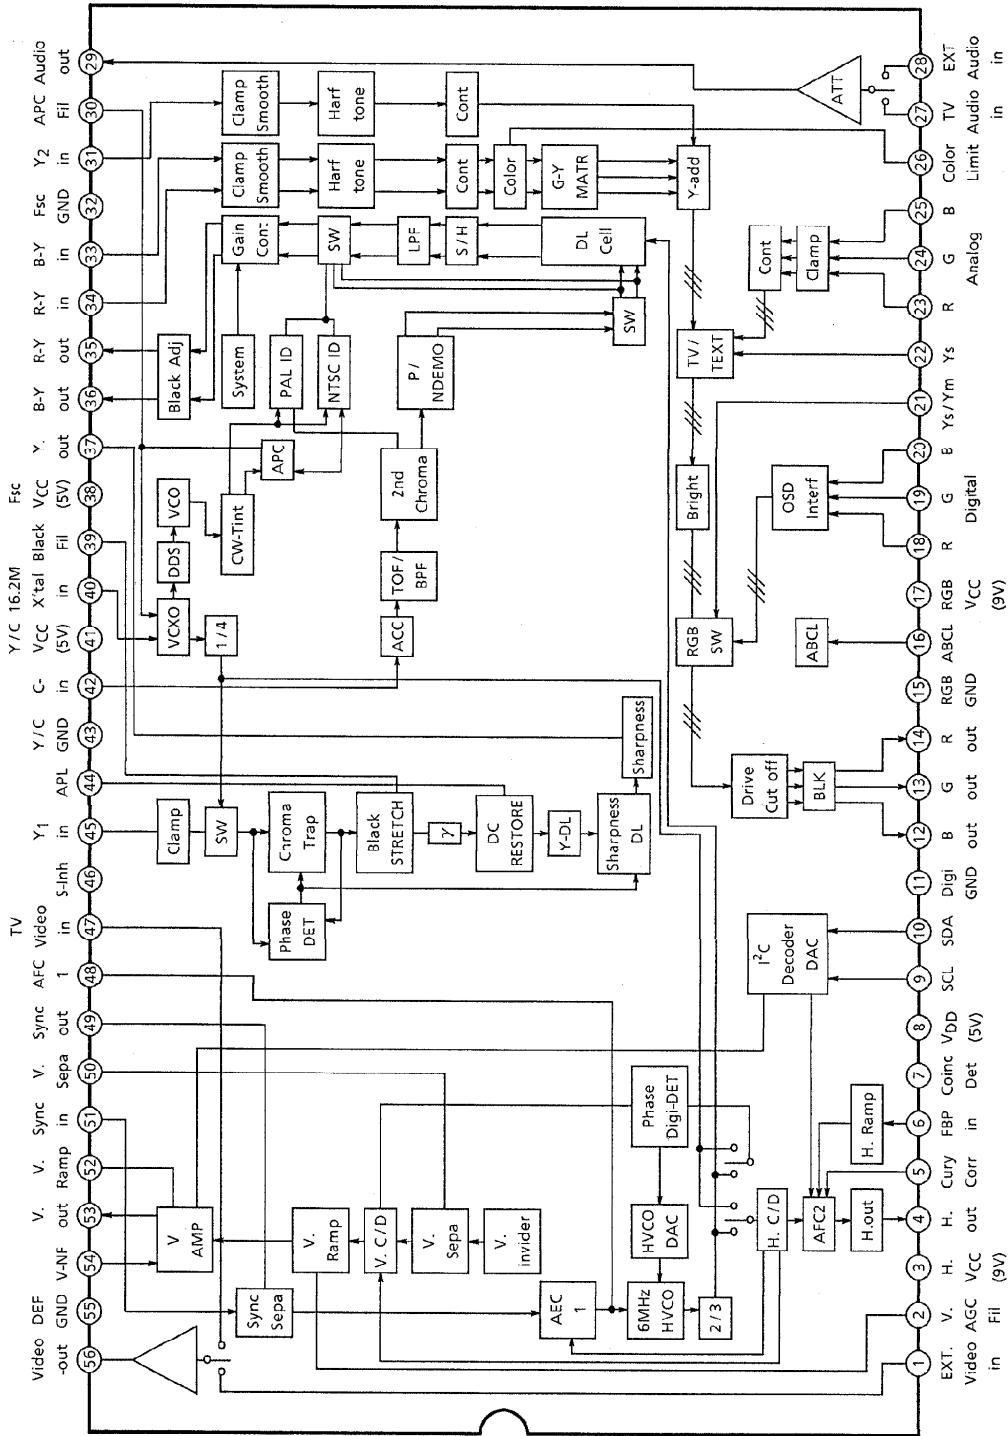 Video
-out
56
DEF
GND
55
V-NF
54
V.
out
53
V.
Ramp
52
Sync
in
51
V.
Sepa
50
Sync
out
49
AFC
1
48
TV
Video
in
47
S-Inh
46
Y1
in
45
APL
44
Y/C
GND
43
C-
in
42
Y/C
VCC
(5V)
41
16.2M
X'tal
in
40
Black
Fil
39
Fsc
VCC
(5V)
38
Y.
out
37
B-Y
out
36
R-Y
out
35
R-Y
in
34
B-Y
in
33
Fsc
GND
32
Y2
in
31
APC
Fil
30
Audio
out
29
V
AMP
Sync
Sepa
V.
Ramp
V. C/D
V.
Sepa
V.
invider
AEC
1
6MHz
HVCO
HVCO
DAC
Phase
Digi-DET
2/3
H. C/D
AFC2
H.out
H. Ramp
I²C
Decoder
DAC
Clamp
SW
Chroma
Trap
Phase
DET
Black
STRETCH
γ
DC
RESTORE
Y-DL
Sharpness
DL
Sharpness
VCXO
DDS
VCO
1/4
CW-Tint
APC
ACC
TOF/
BPF
2nd
Chroma
P/
NDEMO
Black Adj
System
PAL ID
NTSC ID
SW
Gain
Cont
SW
LPF
S/H
DL
Cell
Clamp
Smooth
Harf
tone
Cont
Color
G-Y
MATR
Clamp
Smooth
Harf
tone
Cont
Y-add
TV/
TEXT
Cont
Clamp
Bright
OSD
Interf
RGB
SW
ABCL
Drive
Cut off
BLK
ATT
1
EXT.
Video
in
2
V.
AGC
Fil
3
H.
VCC
(9V)
4
H.
out
5
Cury
Corr
6
FBP
in
7
Coinc
Det
8
VDD
(5V)
9
SCL
10
SDA
11
Digi
GND
12
B
out
13
G
out
14
R
out
15
RGB
GND
16
ABCL
17
RGB
VCC
(9V)
18
R
19
G
Digital
20
B
21
Ys/Ym
22
Ys
23
R
24
G
Analog
25
B
26
Color
Limit
27
TV
Audio
in
28
EXT
Audio
in